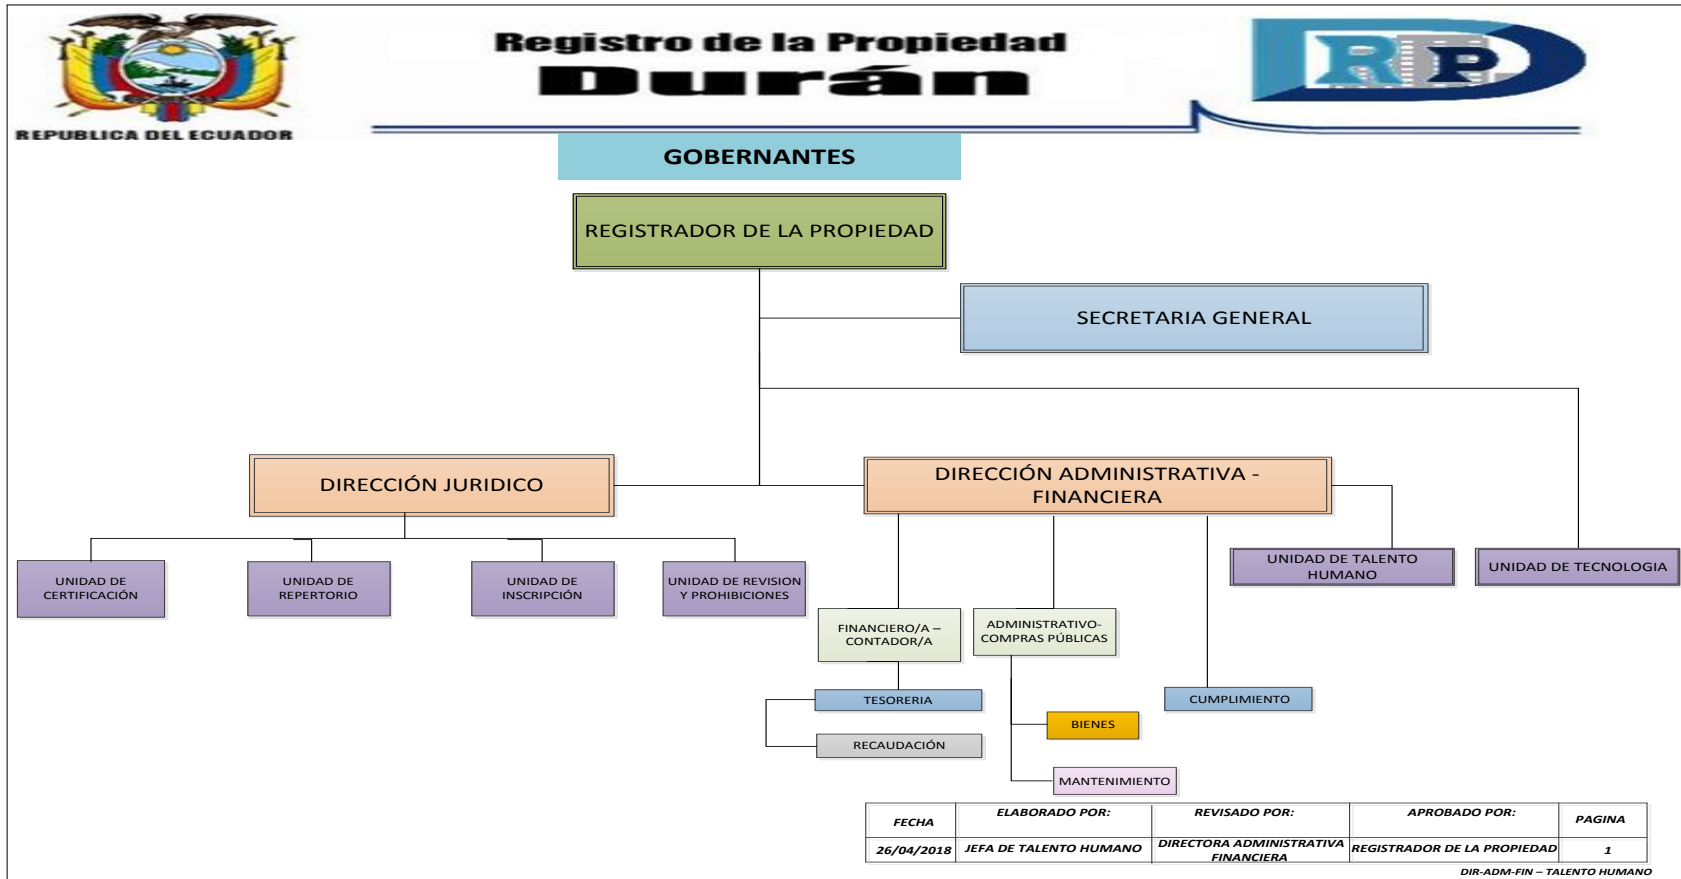 Registro de la Propiedad
Durán
RP
REPUBLICA DEL ECUADOR
GOBERNANTES
REGISTRADOR DE LA PROPIEDAD
SECRETARIA GENERAL
DIRECCIÓN JURIDICO
DIRECCIÓN ADMINISTRATIVA -
FINANCIERA
UNIDAD DE
CERTIFICACIÓN
UNIDAD DE
REPERTORIO
UNIDAD DE
INSCRIPCIÓN
UNIDAD DE REVISION
Y PROHIBICIONES
UNIDAD DE TALENTO
HUMANO
UNIDAD DE TECNOLOGIA
FINANCIERO/A –
CONTADOR/A
ADMINISTRATIVO-
COMPRAS PÚBLICAS
TESORERIA
CUMPLIMIENTO
BIENES
RECAUDACIÓN
MANTENIMIENTO
FECHA
ELABORADO POR:
REVISADO POR:
APROBADO POR:
PAGINA
26/04/2018
JEFA DE TALENTO HUMANO
DIRECTORA ADMINISTRATIVA
FINANCIERA
REGISTRADOR DE LA PROPIEDAD
1
DIR-ADM-FIN – TALENTO HUMANO